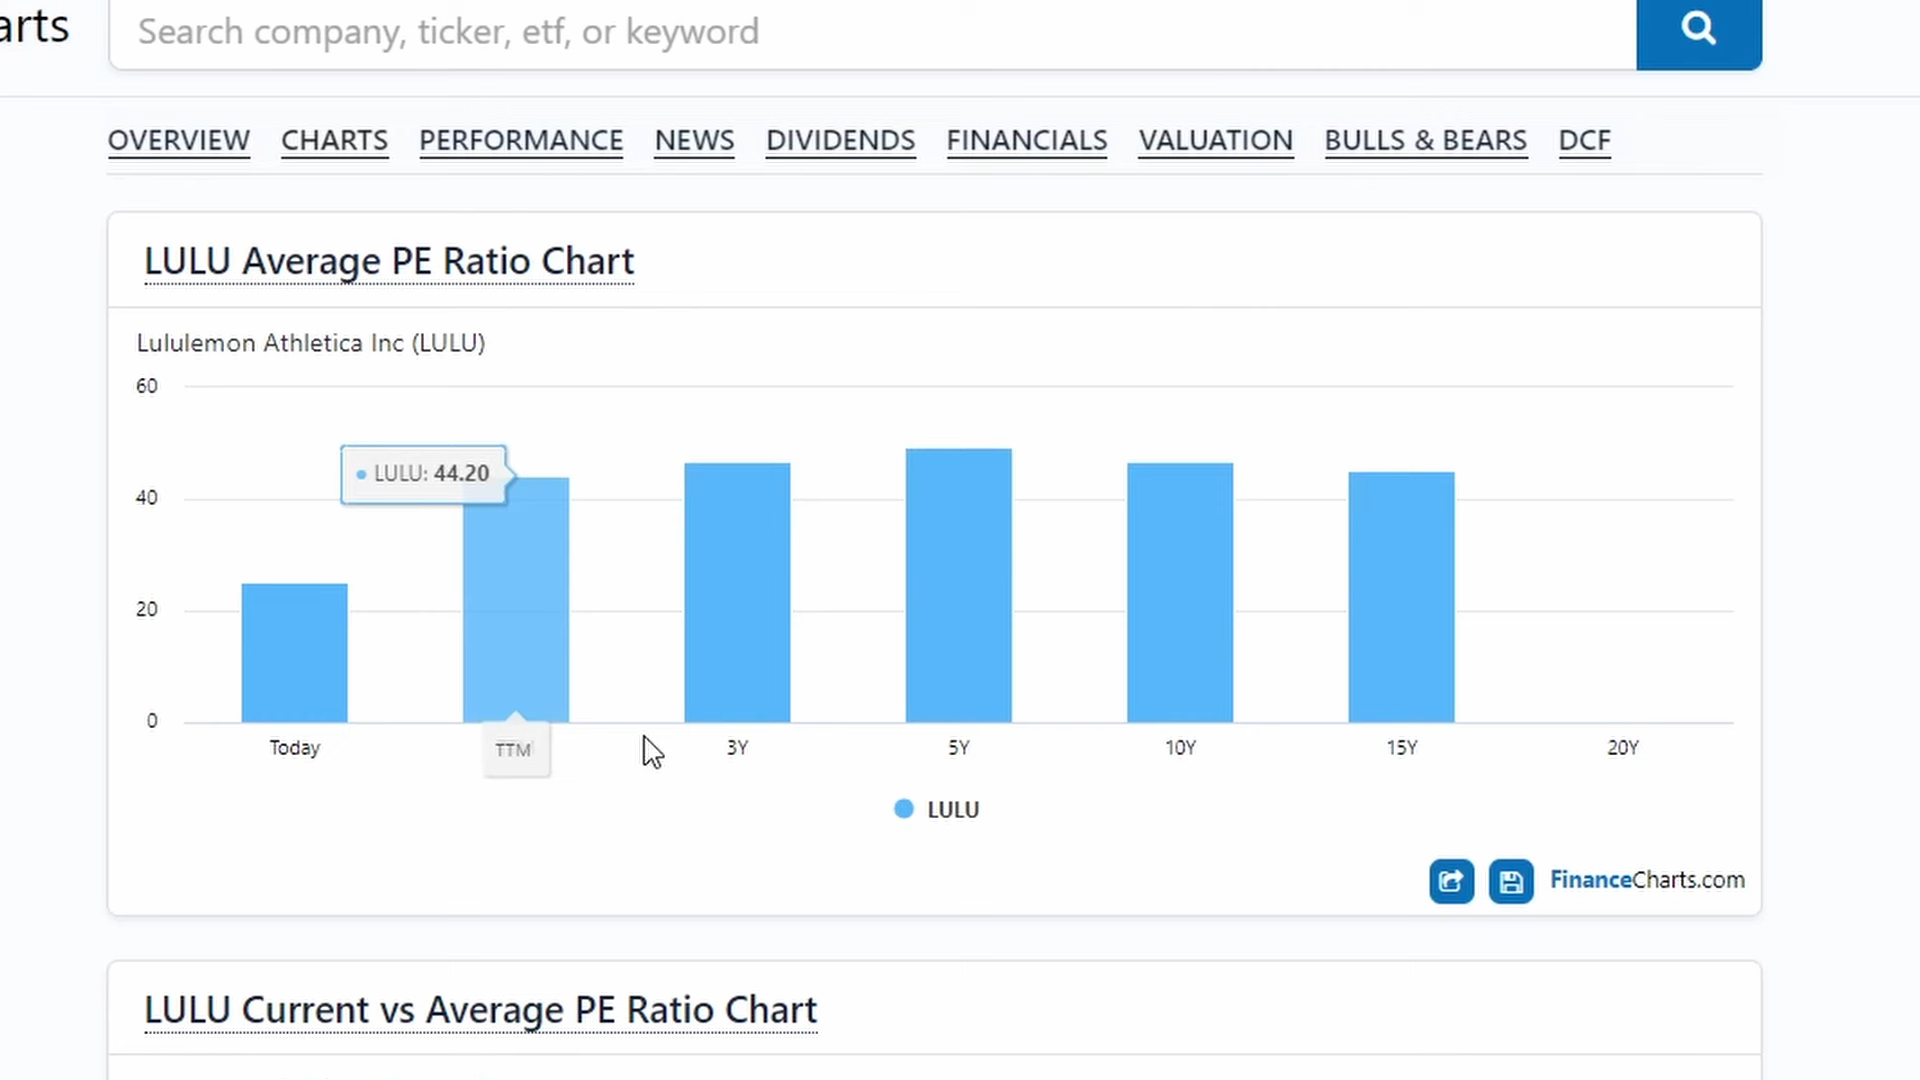 arts
Search company, ticker, etf, or keyword
OVERVIEW CHARTS PERFORMANCE NEWS DIVIDENDS FINANCIALS VALUATION BULLS & BEARS DCF
LULU Average PE Ratio Chart
Lululemon Athletica Inc (LULU)
60
LULU: 44.20
40
20
0
Today TTM 3Y 5Y 10Y 15Y 20Y
LULU
FinanceCharts.com
LULU Current vs Average PE Ratio Chart